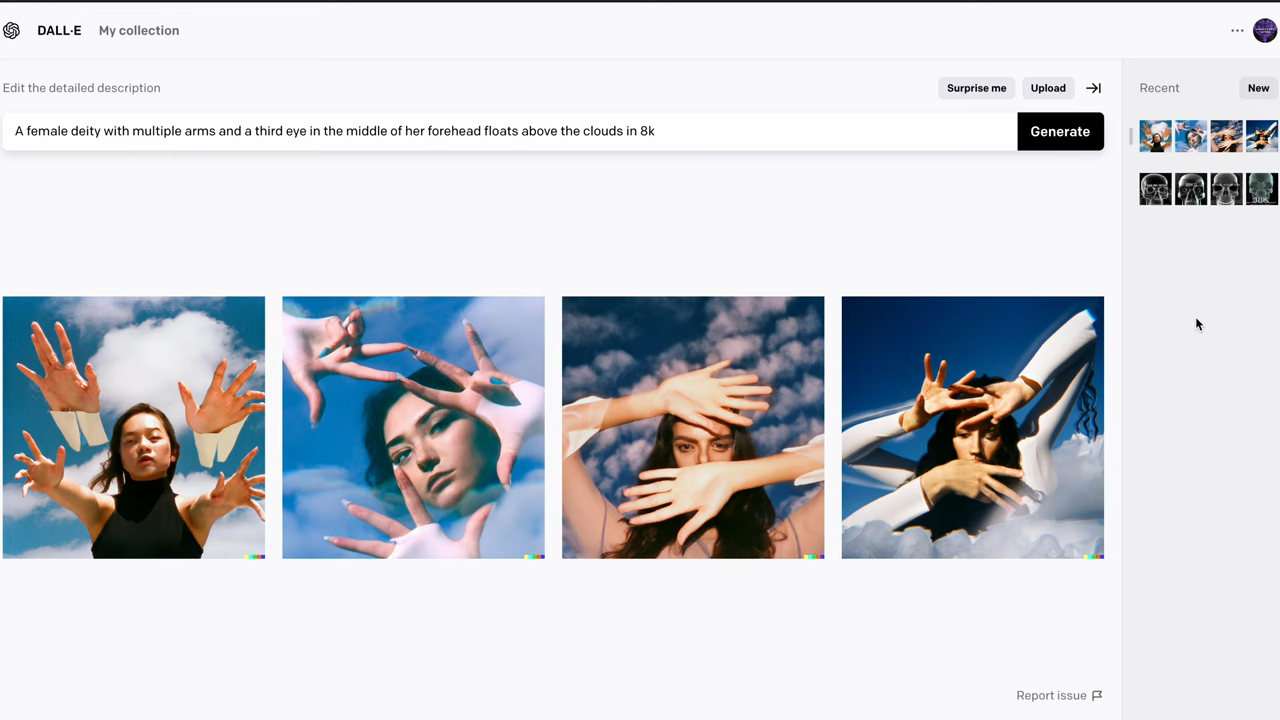 DALL·E My collection ...
Edit the detailed description
Surprise me
Upload
Recent
New
A female deity with multiple arms and a third eye in the middle of her forehead floats above the clouds in 8k
Generate
Report issue